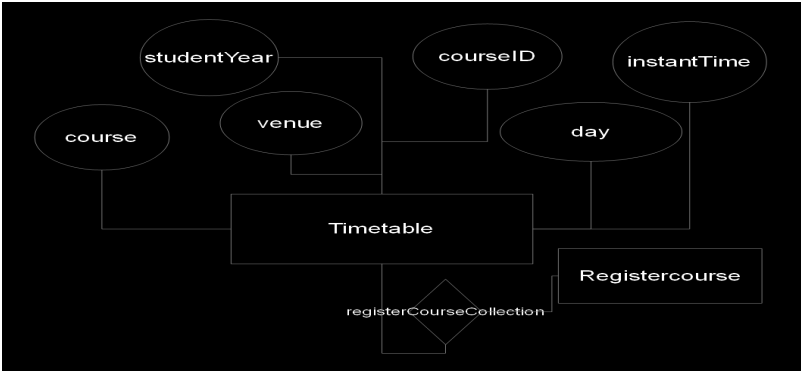 studentYear
courseID
instantTime
course
venue
day
Timetable
Registercourse
registerCourseCollection